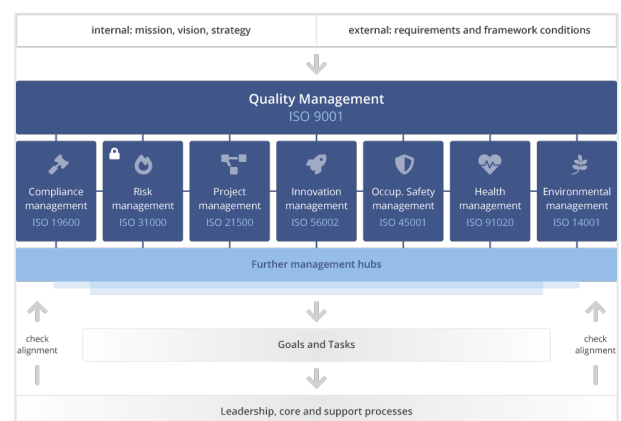 internal: mission, vision, strategy
external: requirements and framework conditions
Quality Management
ISO 9001
Compliance
management
ISO 19600
Risk
management
ISO 31000
Project
management
ISO 21500
Innovation
management
ISO 56002
Occup. Safety
management
ISO 45001
Health
management
ISO 91020
Environmental
management
ISO 14001
Further management hubs
check
alignment
Goals and Tasks
check
alignment
Leadership, core and support processes